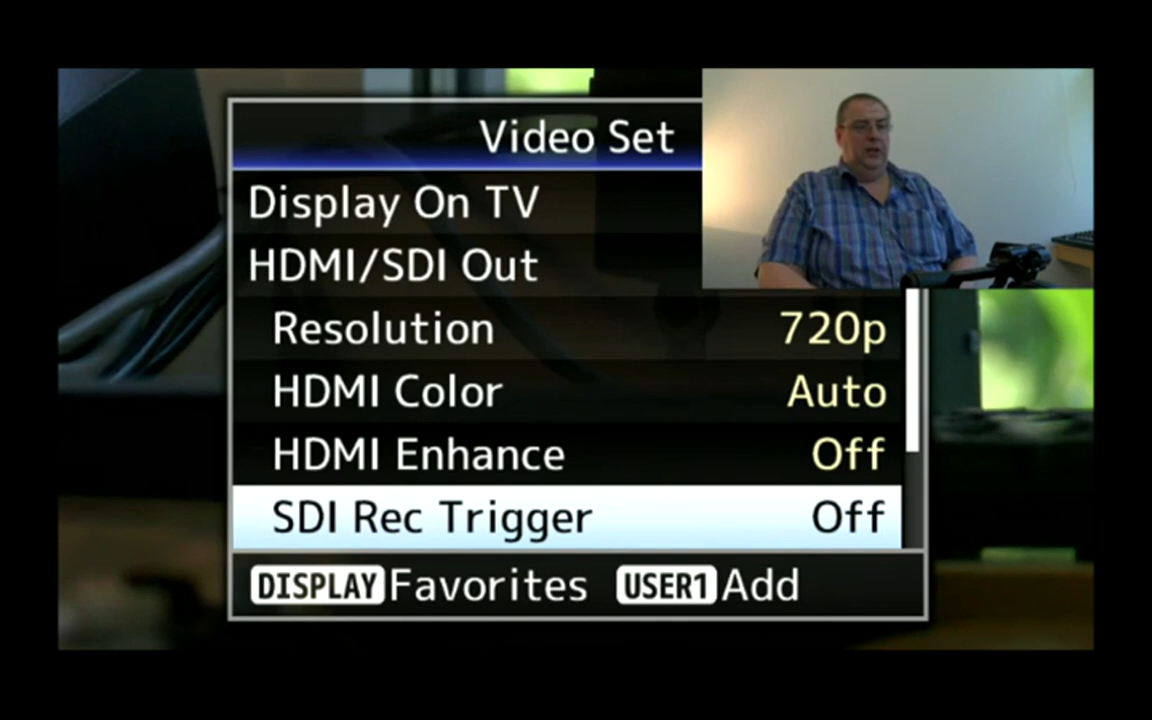 Video Set
Display On TV
HDMI/SDI Out
Resolution 720p
HDMI Color Auto
HDMI Enhance Off
SDI Rec Trigger Off
DISPLAY Favorites USER1 Add